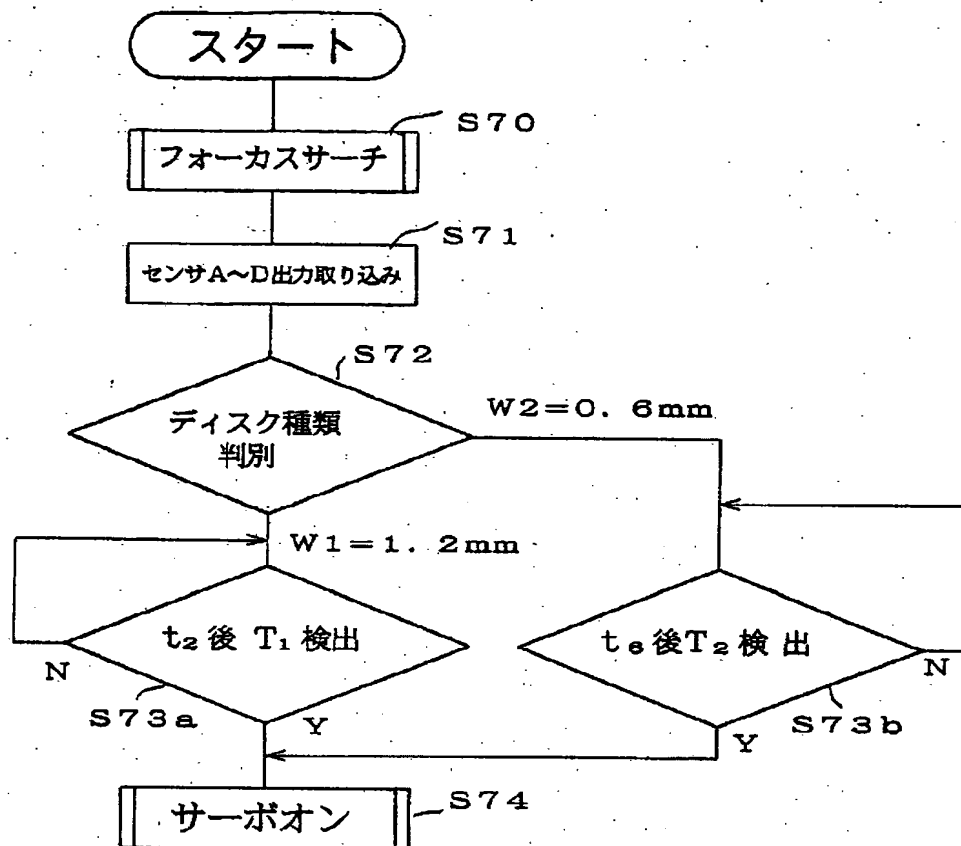 スタート
S70
フォーカスサーチ
S71
センサA〜D出力取り込み
S72
ディスク種類
判別
W2=0.6mm
W1=1.2mm
t₂後 T₁検出
N
S73a
Y
t₆後T₂検出
N
S73b
Y
サーボオン
S74